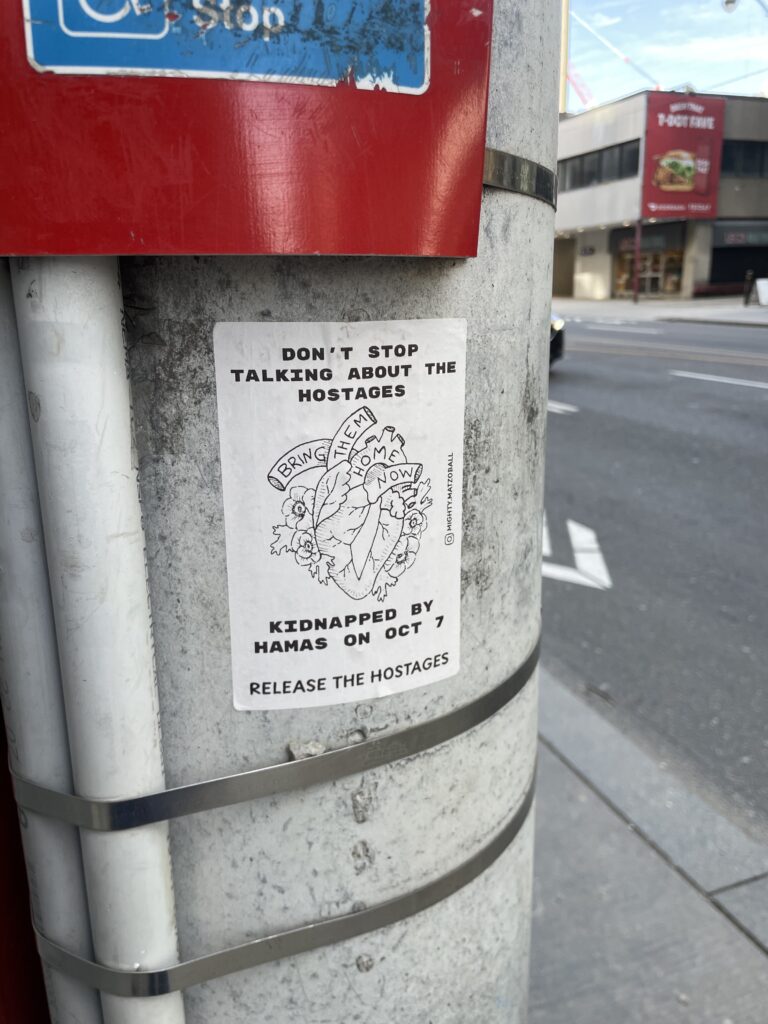 Stop
DON'T STOP
TALKING ABOUT THE
HOSTAGES
BRING
THEM
HOME
NOW
MIGHTY.MATZOBALL
KIDNAPPED BY
HAMAS ON OCT 7
RELEASE THE HOSTAGES
T-DOT FAVE